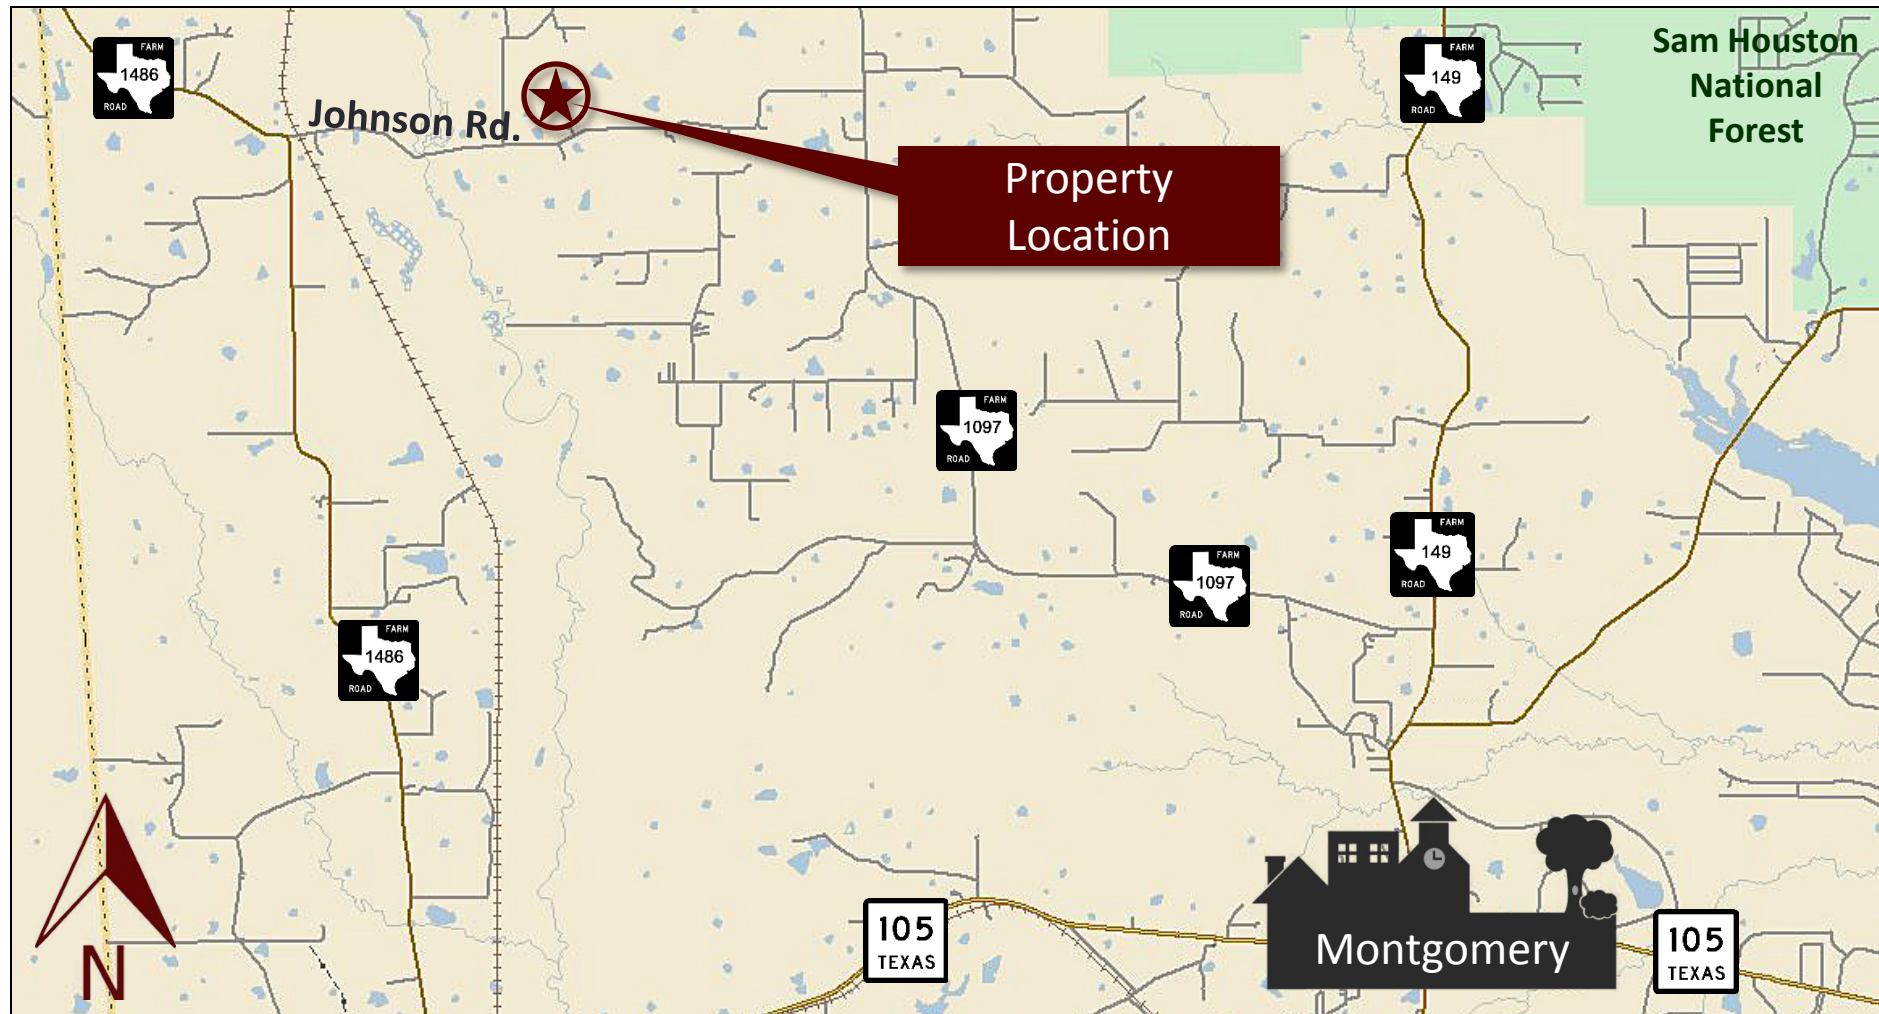 FARM
1486
ROAD
Johnson Rd.
FARM
149
ROAD
Sam Houston
National
Forest
Property
Location
FARM
1097
ROAD
FARM
149
ROAD
FARM
1097
ROAD
FARM
1486
ROAD
105
TEXAS
Montgomery
105
TEXAS
N